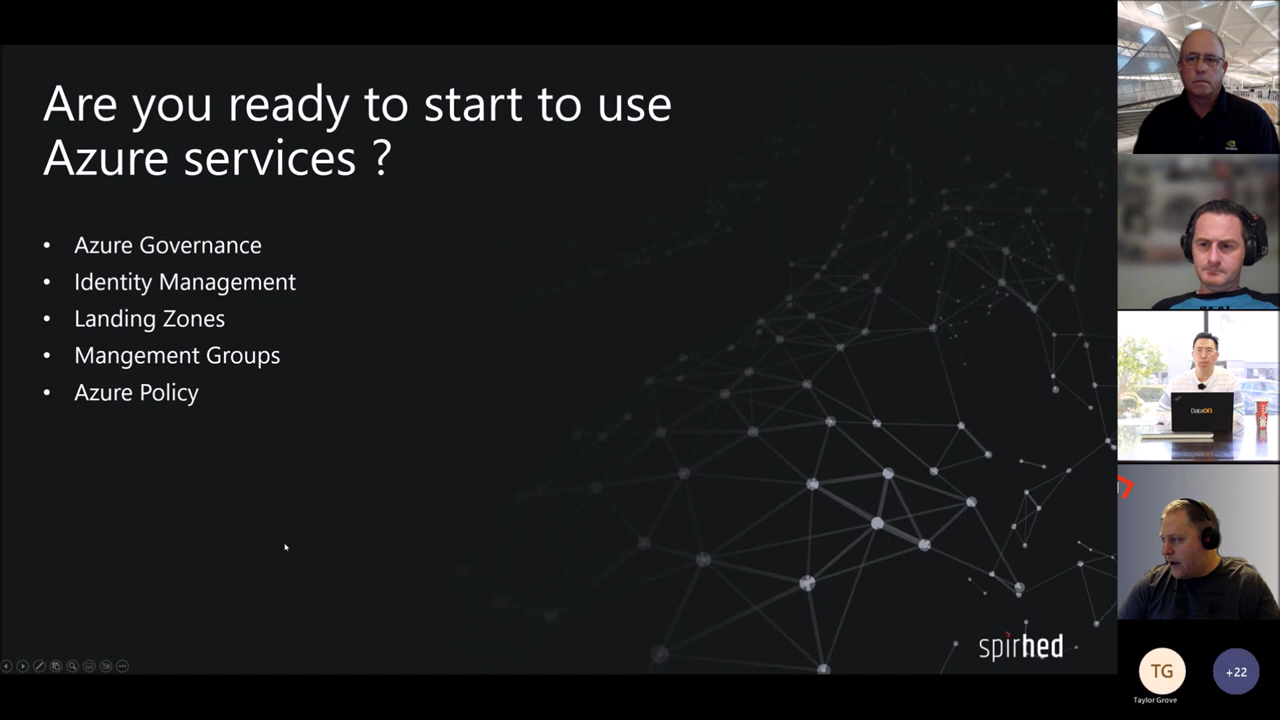 Are you ready to start to use
Azure services ?
• Azure Governance
• Identity Management
• Landing Zones
• Mangement Groups
• Azure Policy
spirhed
DataON
TG
+22
Taylor Grove